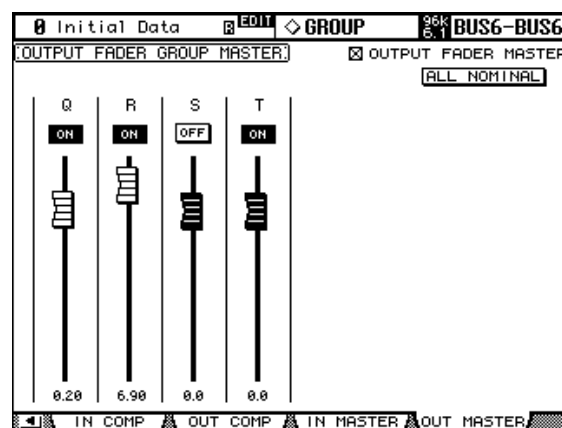 0 Initial Data R EDIT ◇GROUP 96k 6.1 BUS6-BUS6
OUTPUT FADER GROUP MASTER
OUTPUT FADER MASTER
ALL NOMINAL
Q R S T
ON ON OFF ON
0.20 6.90 0.0 0.0
IN COMP OUT COMP IN MASTER OUT MASTER